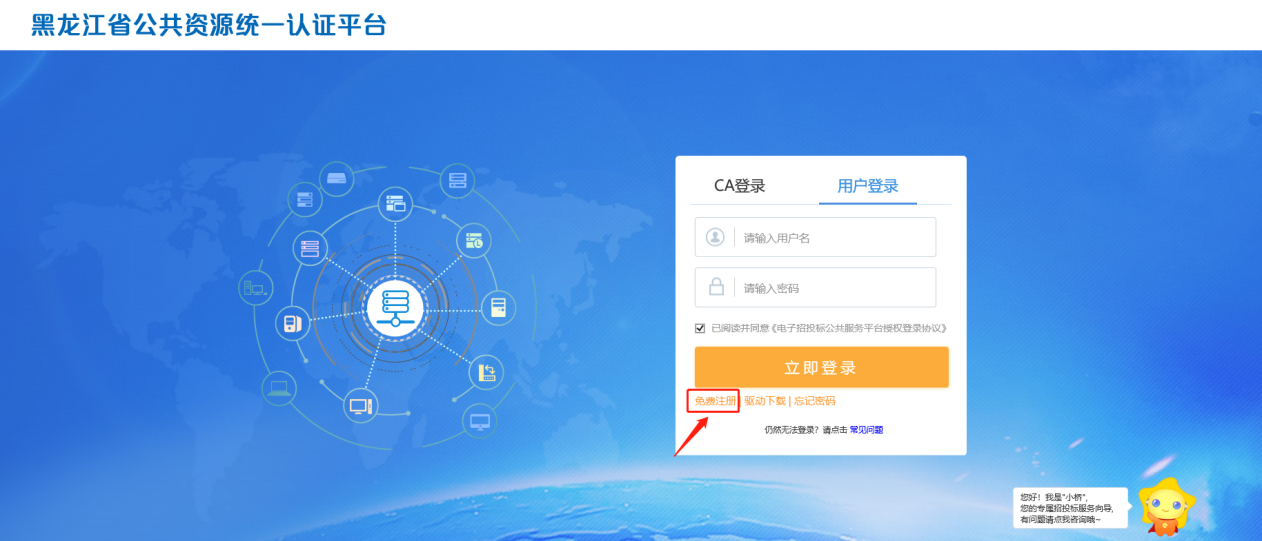 黑龙江省公共资源统一认证平台
CA登录
用户登录
请输入用户名
请输入密码
已阅读并同意《电子招投标公共服务平台授权登录协议》
立即登录
免费注册 | 驱动下载 | 忘记密码
仍然无法登录？请点击 常见问题
您好！我是"小桥",
您的专属招投标服务向导,
有问题请点我咨询哦~